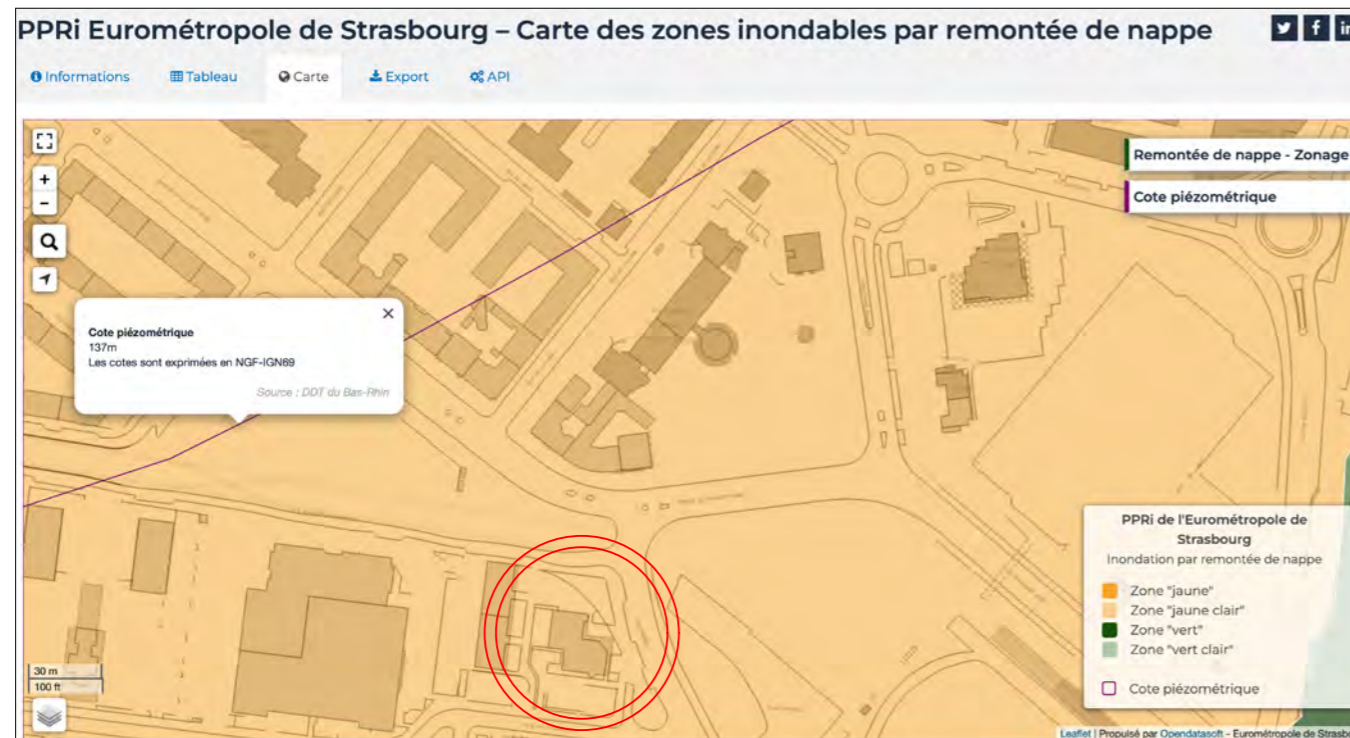 PPRi Eurométropole de Strasbourg – Carte des zones inondables par remontée de nappe
Informations Tableau Carte Export API
Remontée de nappe - Zonage
Cote piézométrique
+
-
Cote piézométrique
137m
Les cotes sont exprimées en NGF-IGN69
Source : DDT du Bas-Rhin
PPRi de l'Eurométropole de
Strasbourg
Inondation par remontée de nappe
Zone "jaune"
Zone "jaune clair"
Zone "vert"
Zone "vert clair"
Cote piézométrique
30 m
100 ft
Leaflet | Propulsé par Opendatasoft - Eurométropole de